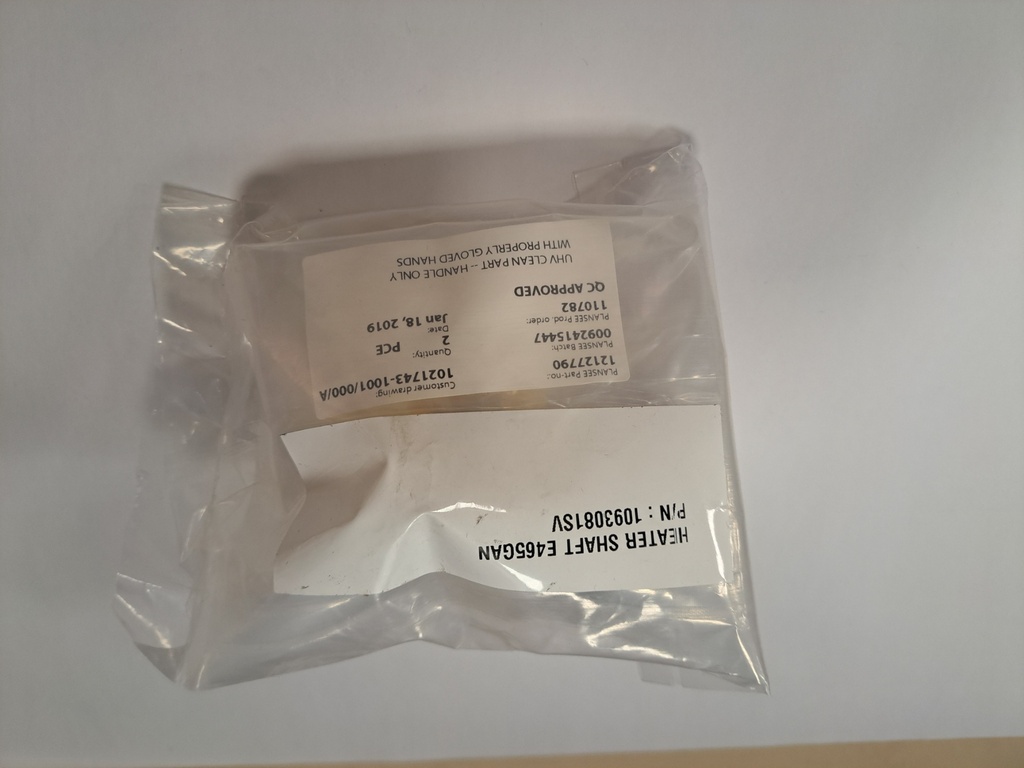 HEATER SHAFT E465GAN
P/N : 1093081SV
PLANSEE Part-no.: Customer drawing:
12127790 1021743-1001/000/A
PLANSEE Batch: Quantity:
0092415447 2 PCE
PLANSEE Prod. order: Date:
110782 Jan 18, 2019
QC APPROVED
UHV CLEAN PART – HANDLE ONLY
WITH PROPERLY GLOVED HANDS